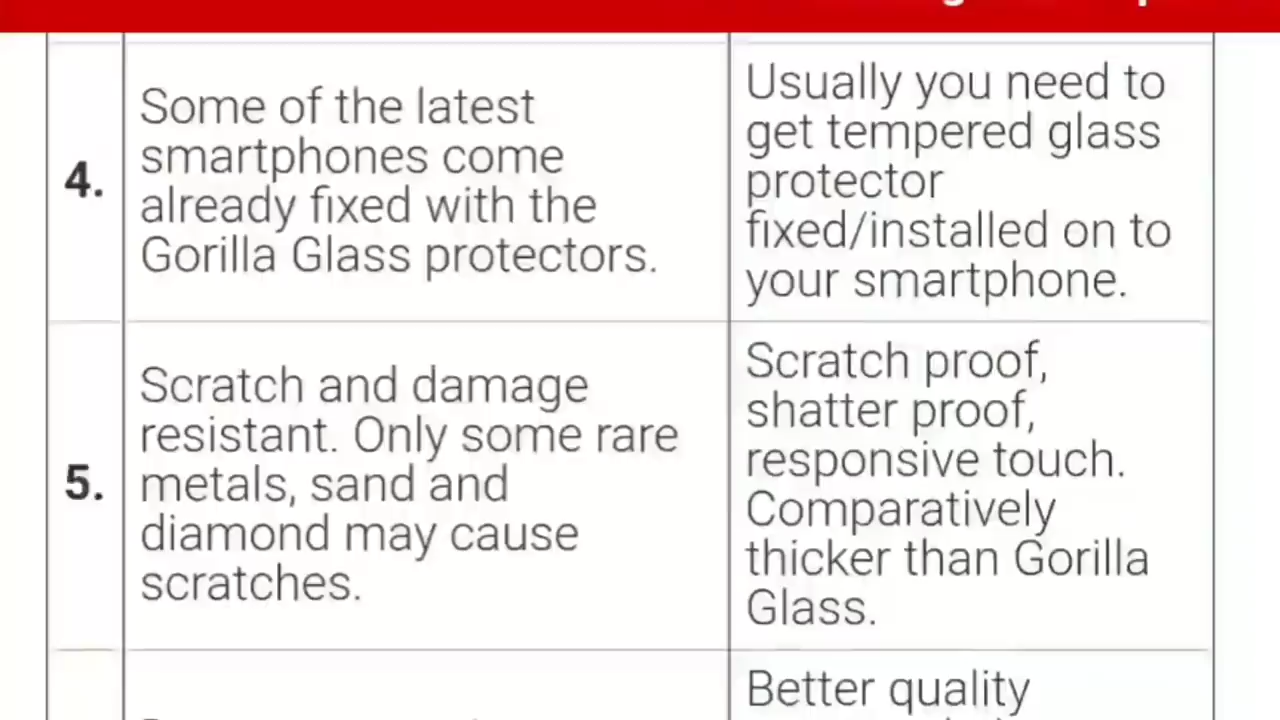 4.
Some of the latest
smartphones come
already fixed with the
Gorilla Glass protectors.
Usually you need to
get tempered glass
protector
fixed/installed on to
your smartphone.
5.
Scratch and damage
resistant. Only some rare
metals, sand and
diamond may cause
scratches.
Scratch proof,
shatter proof,
responsive touch.
Comparatively
thicker than Gorilla
Glass.
Better quality